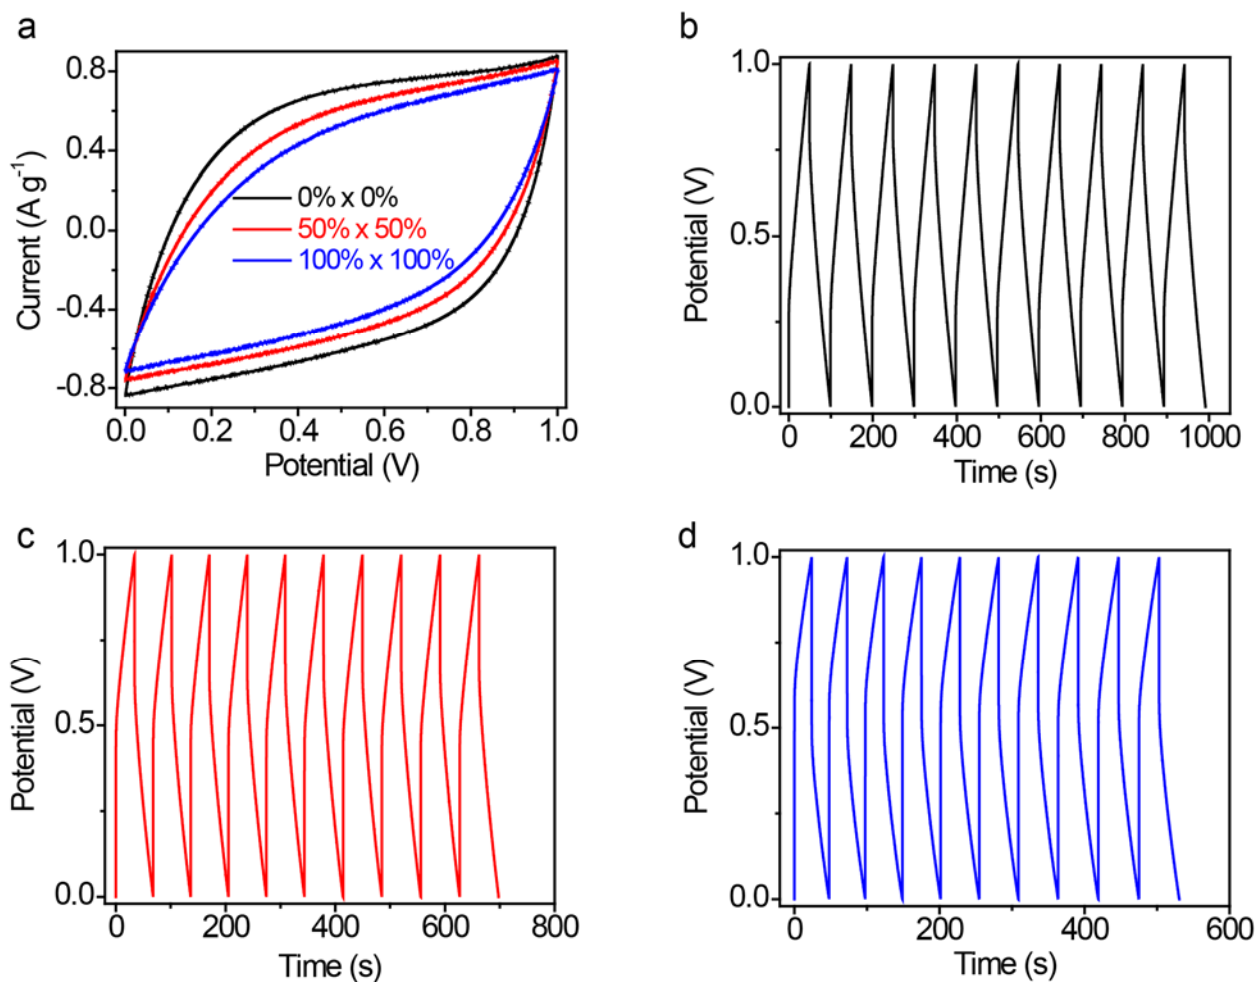 a
0.8
0.4
0.0
-0.4
-0.8
Current (A g⁻¹)
0% x 0%
50% x 50%
100% x 100%
0.0 0.2 0.4 0.6 0.8 1.0
Potential (V)
b
1.0
0.5
0.0
Potential (V)
0 200 400 600 800 1000
Time (s)
c
1.0
0.5
0.0
Potential (V)
0 200 400 600 800
Time (s)
d
1.0
0.5
0.0
Potential (V)
0 200 400 600
Time (s)